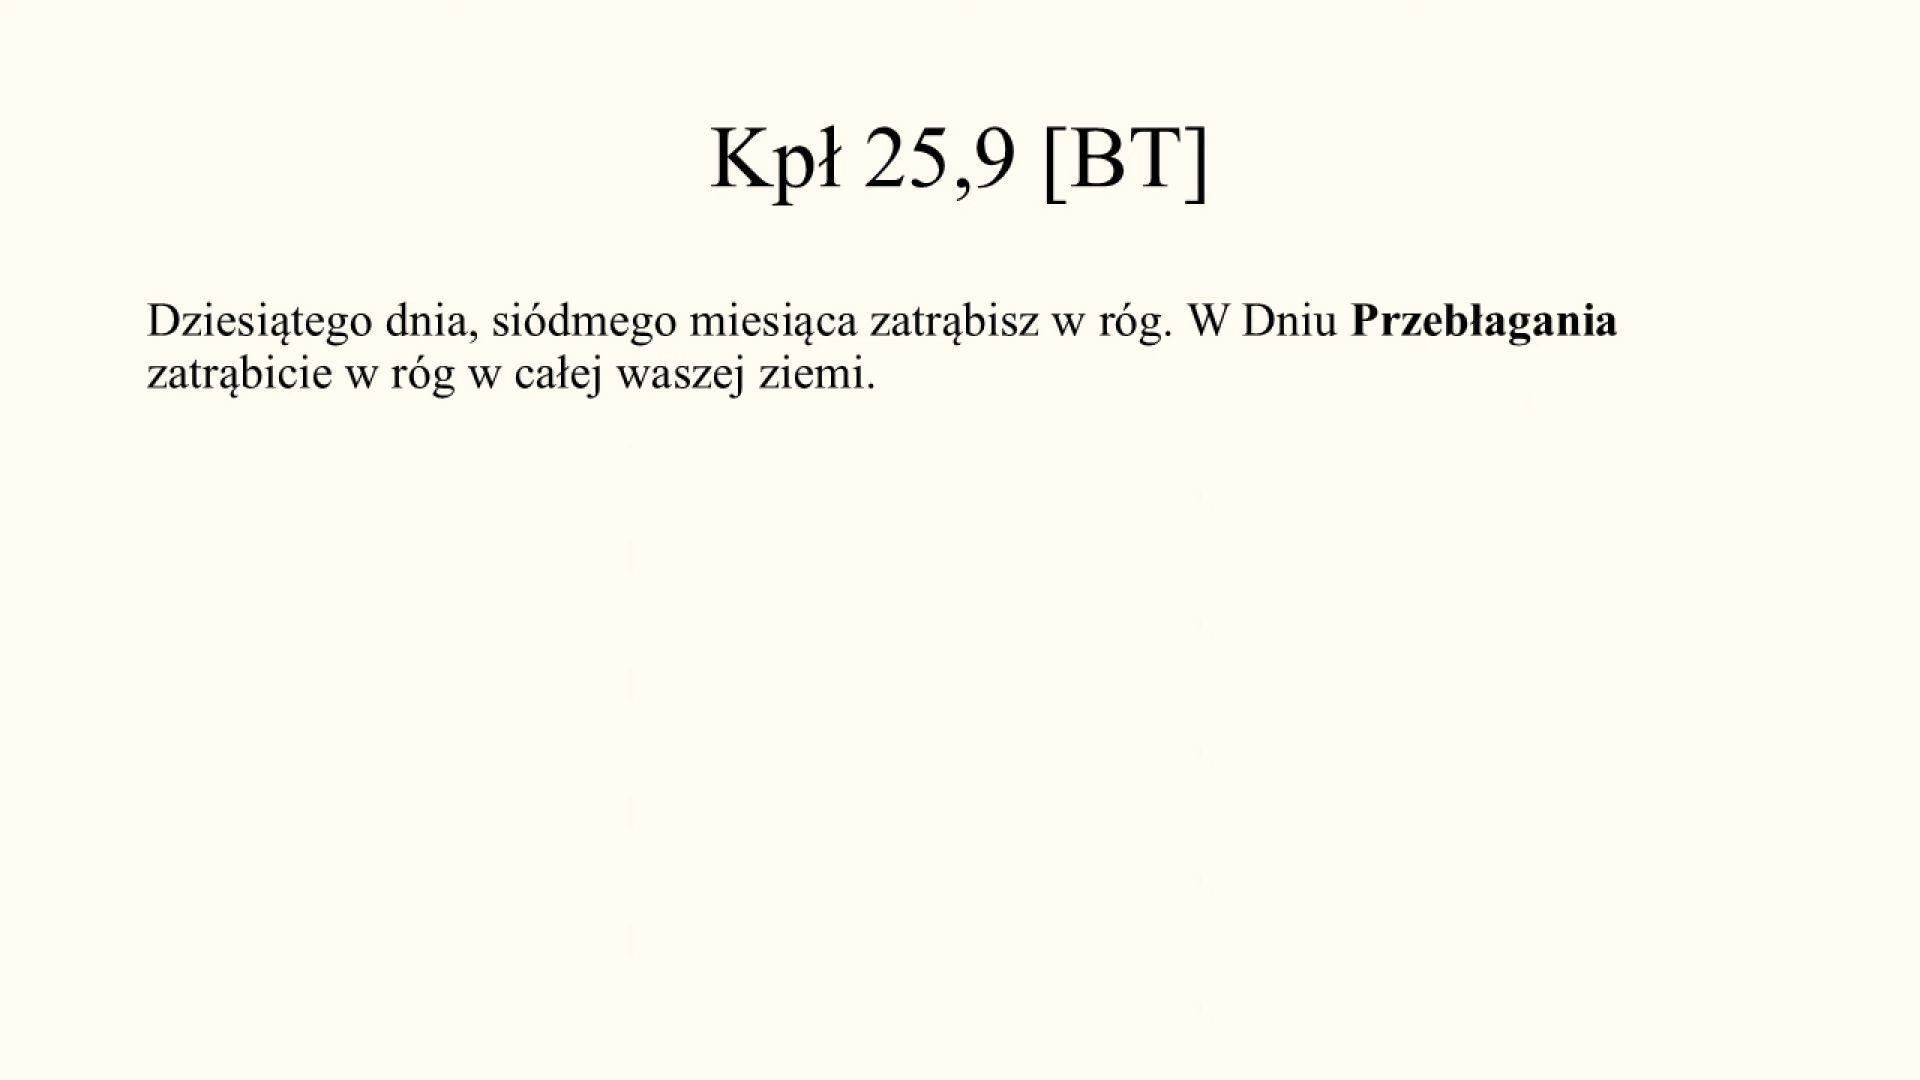 Kpł 25,9 [BT]
Dziesiątego dnia, siódmego miesiąca zatrąbisz w róg. W Dniu Przebłagania
zatrąbicie w róg w całej waszej ziemi.